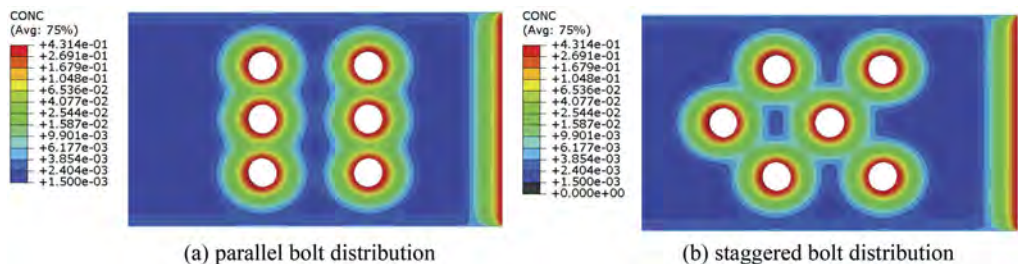 CONC
(Avg: 75%)
+4.314e-01
+2.691e-01
+1.679e-01
+1.048e-01
+6.536e-02
+4.077e-02
+2.544e-02
+1.587e-02
+9.901e-03
+6.177e-03
+3.854e-03
+2.404e-03
+1.500e-03
(a) parallel bolt distribution
CONC
(Avg: 75%)
+4.314e-01
+2.691e-01
+1.679e-01
+1.048e-01
+6.536e-02
+4.077e-02
+2.544e-02
+1.587e-02
+9.901e-03
+6.177e-03
+3.854e-03
+2.404e-03
+1.500e-03
+0.000e+00
(b) staggered bolt distribution